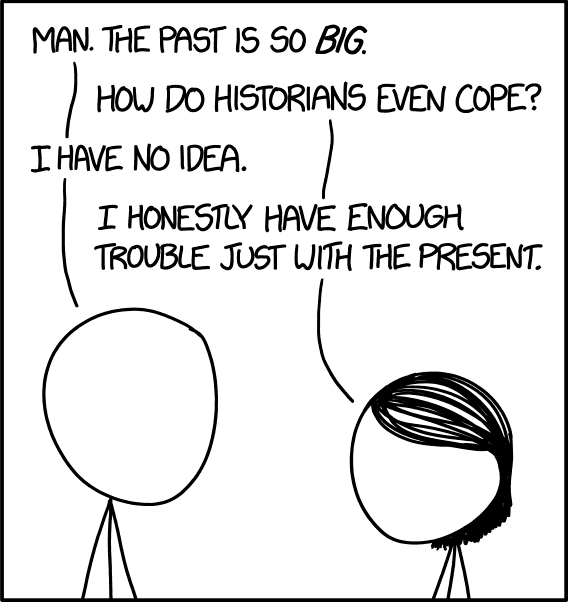 MAN. THE PAST IS SO BIG.
HOW DO HISTORIANS EVEN COPE?
I HAVE NO IDEA.
I HONESTLY HAVE ENOUGH
TROUBLE JUST WITH THE PRESENT.